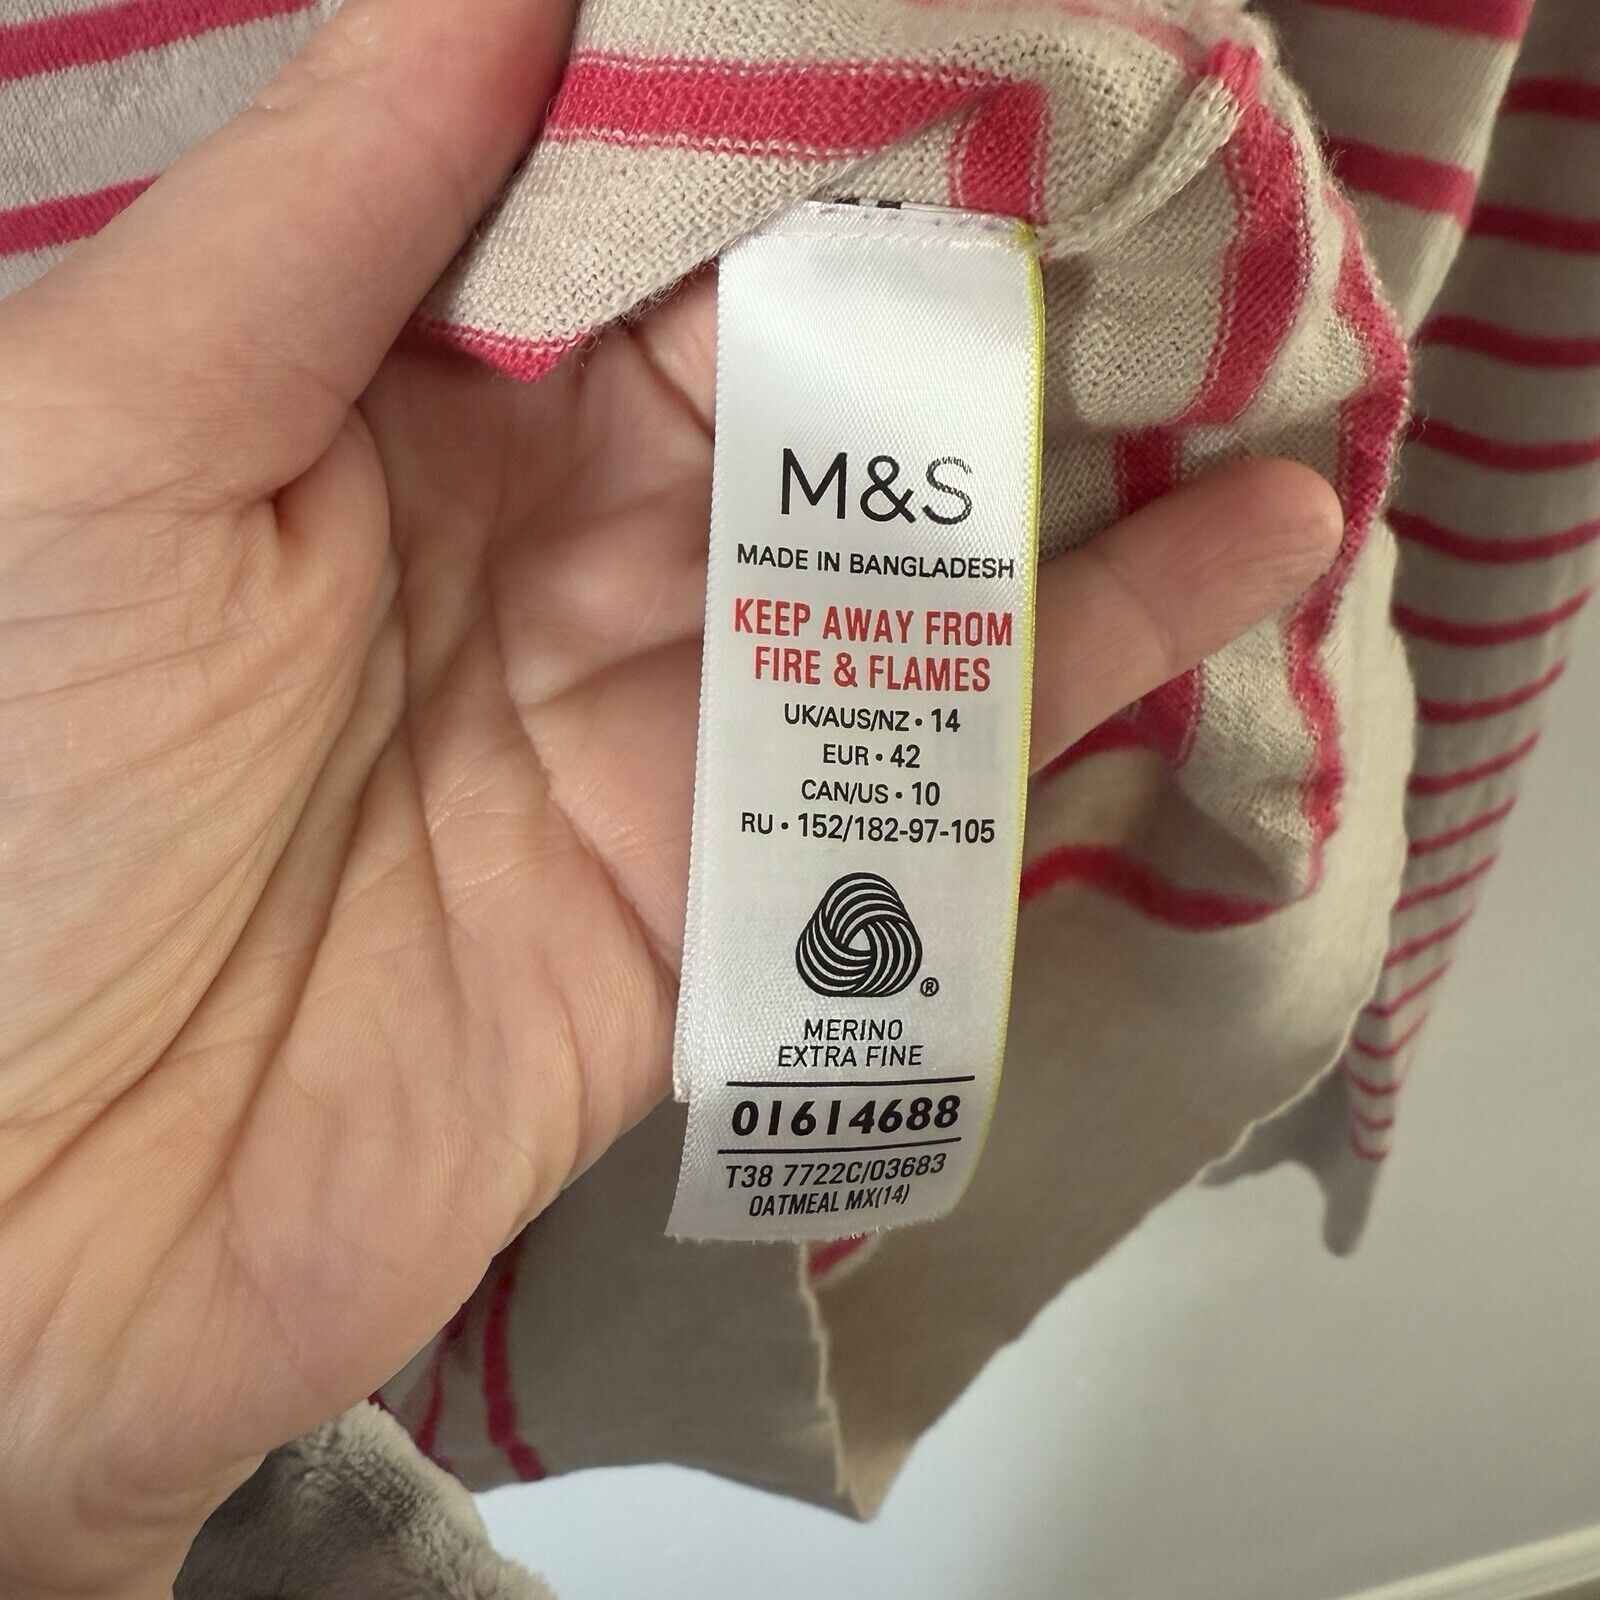 M&S
MADE IN BANGLADESH
KEEP AWAY FROM
FIRE & FLAMES
UK/AUS/NZ • 14
EUR • 42
CAN/US • 10
RU • 152/182-97-105
®
MERINO
EXTRA FINE
01614688
T38 7722C/03683
OATMEAL MX(14)